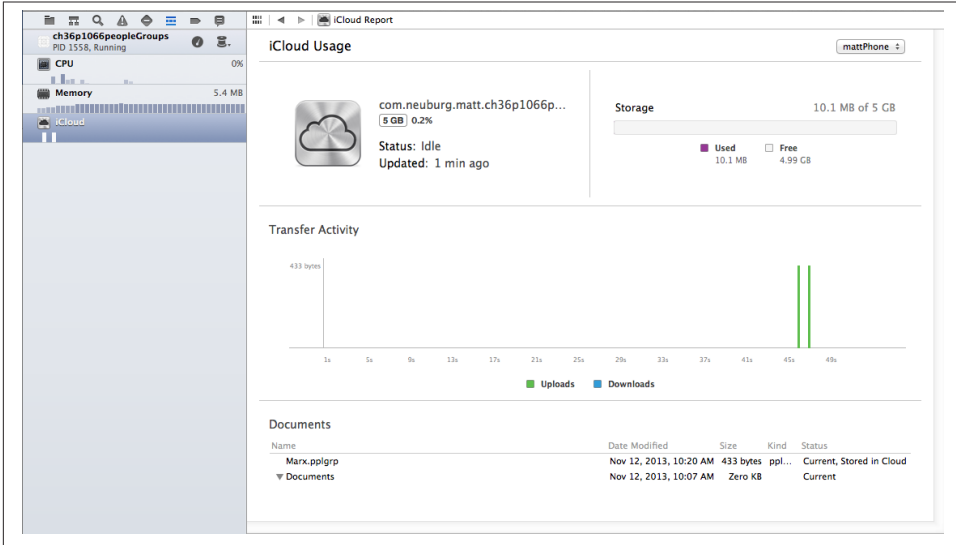 iCloud Report
ch36p1066peopleGroups
PID 1558, Running
CPU 0%
Memory 5.4 MB
iCloud
iCloud Usage
mattPhone
com.neuburg.matt.ch36p1066p...
5 GB 0.2%
Status: Idle
Updated: 1 min ago
Storage 10.1 MB of 5 GB
Used Free
10.1 MB 4.99 GB
Transfer Activity
433 bytes
1s 5s 9s 13s 17s 21s 25s 29s 33s 37s 41s 45s 49s
Uploads Downloads
Documents
Name Date Modified Size Kind Status
Marx.pplgrp Nov 12, 2013, 10:20 AM 433 bytes ppl... Current, Stored in Cloud
Documents Nov 12, 2013, 10:07 AM Zero KB Current